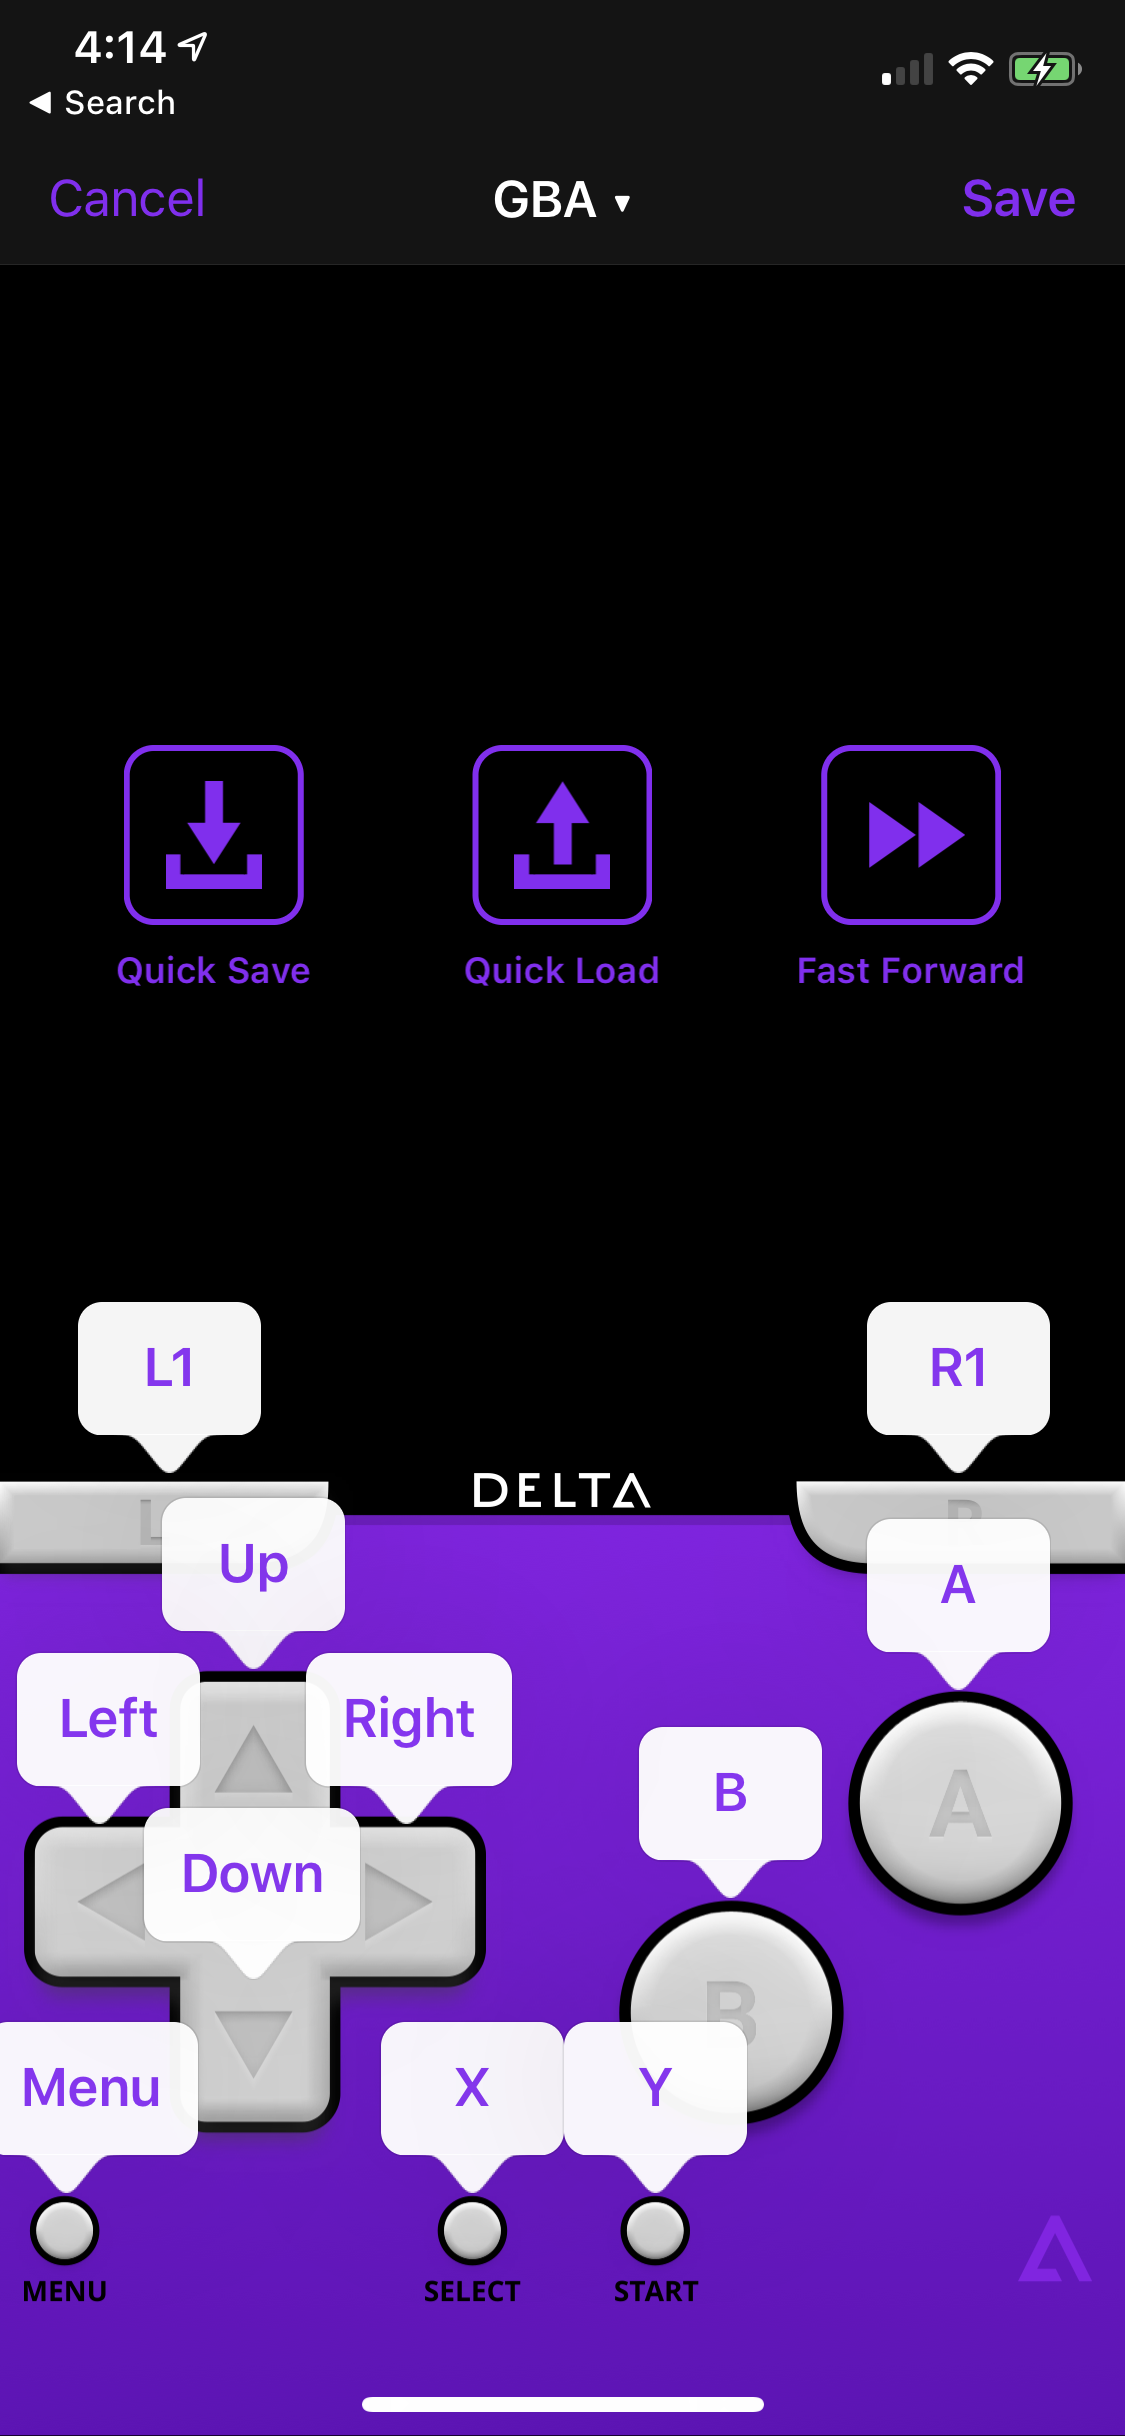 4:14
◀ Search
Cancel
GBA ▾
Save
Quick Save
Quick Load
Fast Forward
L1
R1
DELTA
L
R
Up
A
Left
Right
B
A
Down
B
Menu
X
Y
MENU
SELECT
START